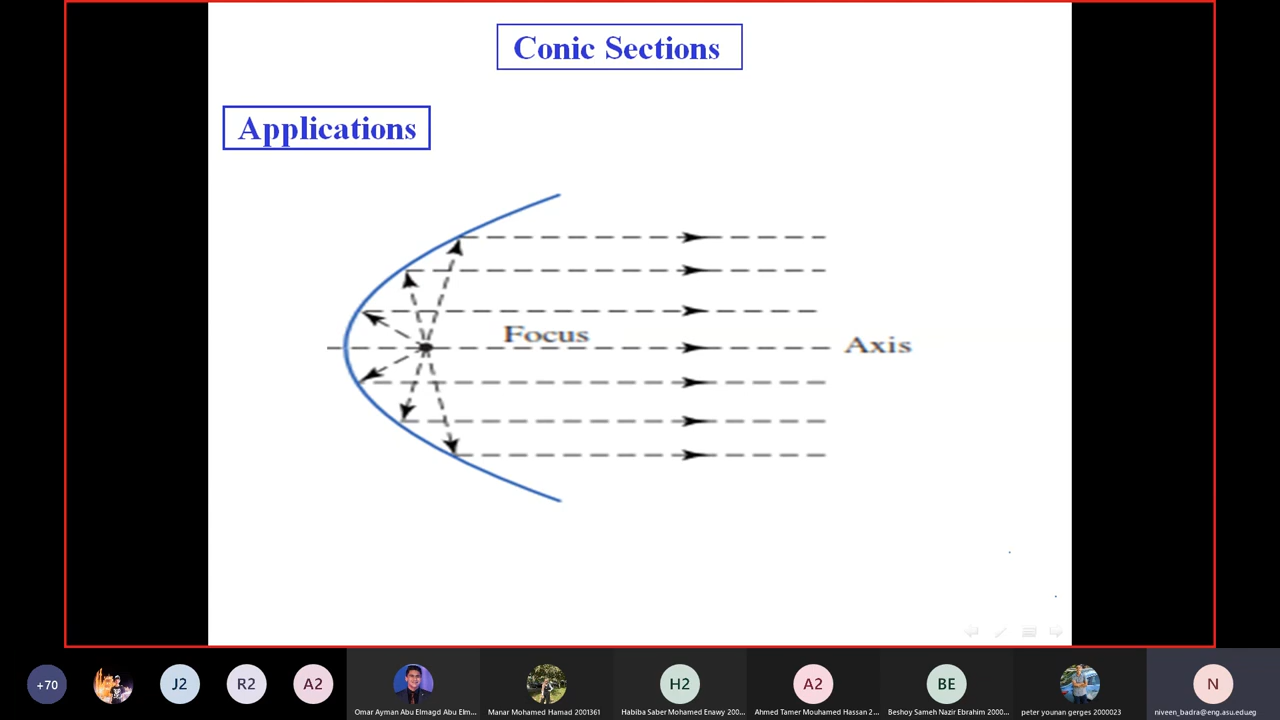 Conic Sections
Applications
Focus
Axis
+70
J2
R2
A2
H2
A2
BE
N
Omar Ayman Abu Elmagd Abu Elm...
Manar Mohamed Hamad 2001361
Habiba Saber Mohamed Enawy 200...
Ahmed Tamer Mouhamed Hassan 2...
Beshoy Sameh Nazir Ebrahim 2000...
peter younan gerges 2000023
niveen_badra@eng.asu.edu.eg